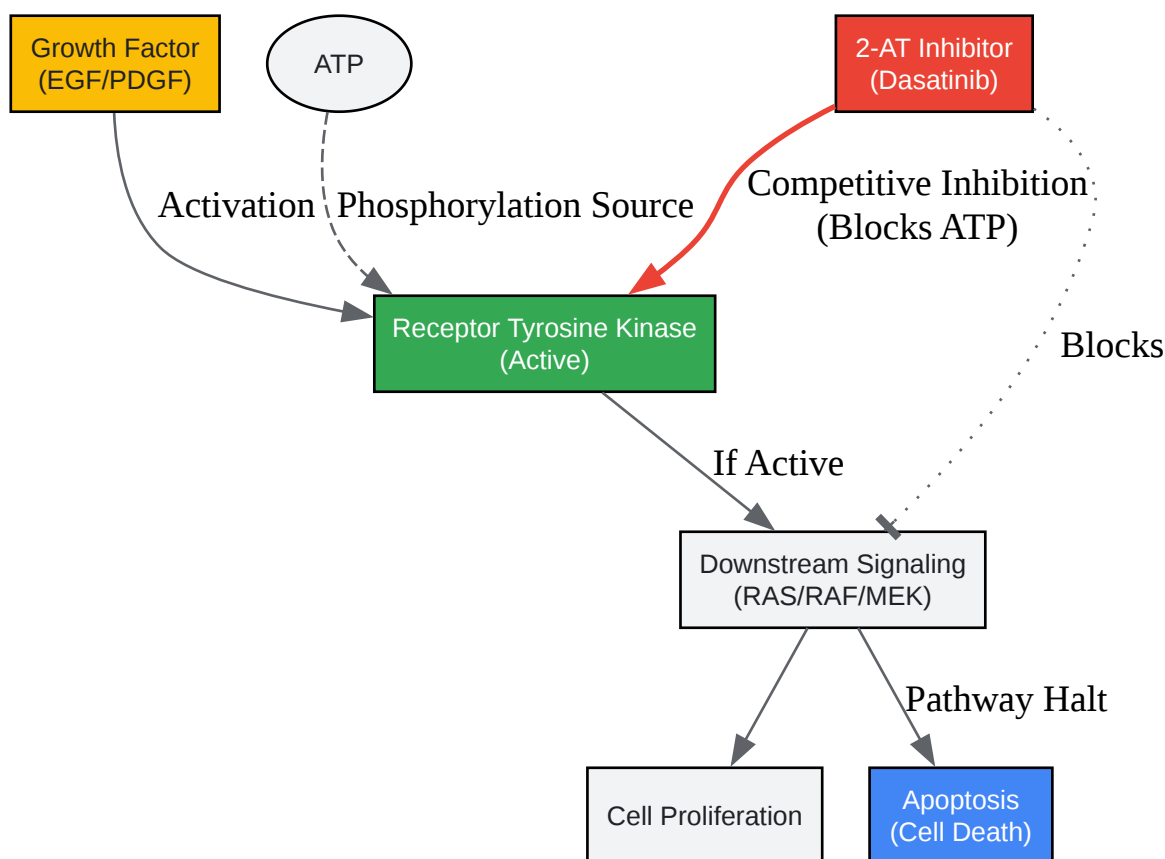 Growth Factor
(EGF/PDGF)
ATP
2-AT Inhibitor
(Dasatinib)
Activation
Phosphorylation Source
Competitive Inhibition
(Blocks ATP)
Receptor Tyrosine Kinase
(Active)
Blocks
If Active
Downstream Signaling
(RAS/RAF/MEK)
Pathway Halt
Cell Proliferation
Apoptosis
(Cell Death)